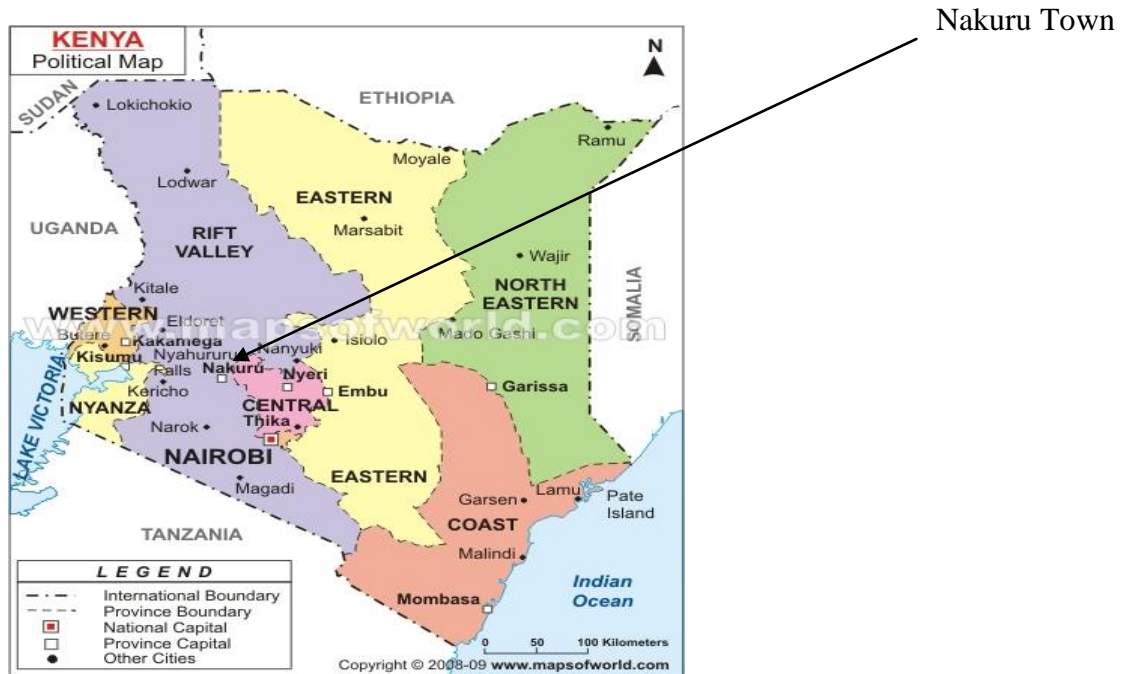 Nakuru Town
KENYA
Political Map
N
SUDAN
ETHIOPIA
Lokichokio
Ramu
Moyale
Lodwar
EASTERN
Marsabit
UGANDA
RIFT
VALLEY
Wajir
SOMALIA
NORTH
EASTERN
Kitale
WESTERN
Eldoret
www.mapsofworld.com
Butere
Kakamega
Mado Gashi
Isiolo
Kisumu
Nyahururu
Falls
Nanyuki
Nakuru
Nyeri
Embu
Garissa
Kericho
LAKE VICTORIA
NYANZA
CENTRAL
Thika
Narok
NAIROBI
EASTERN
Magadi
Garsen
Lamu
Pate
Island
COAST
TANZANIA
Malindi
Indian
Ocean
Mombasa
LEGEND
International Boundary
Province Boundary
National Capital
Province Capital
Other Cities
0 50 100 Kilometers
Copyright © 2008-09 www.mapsofworld.com